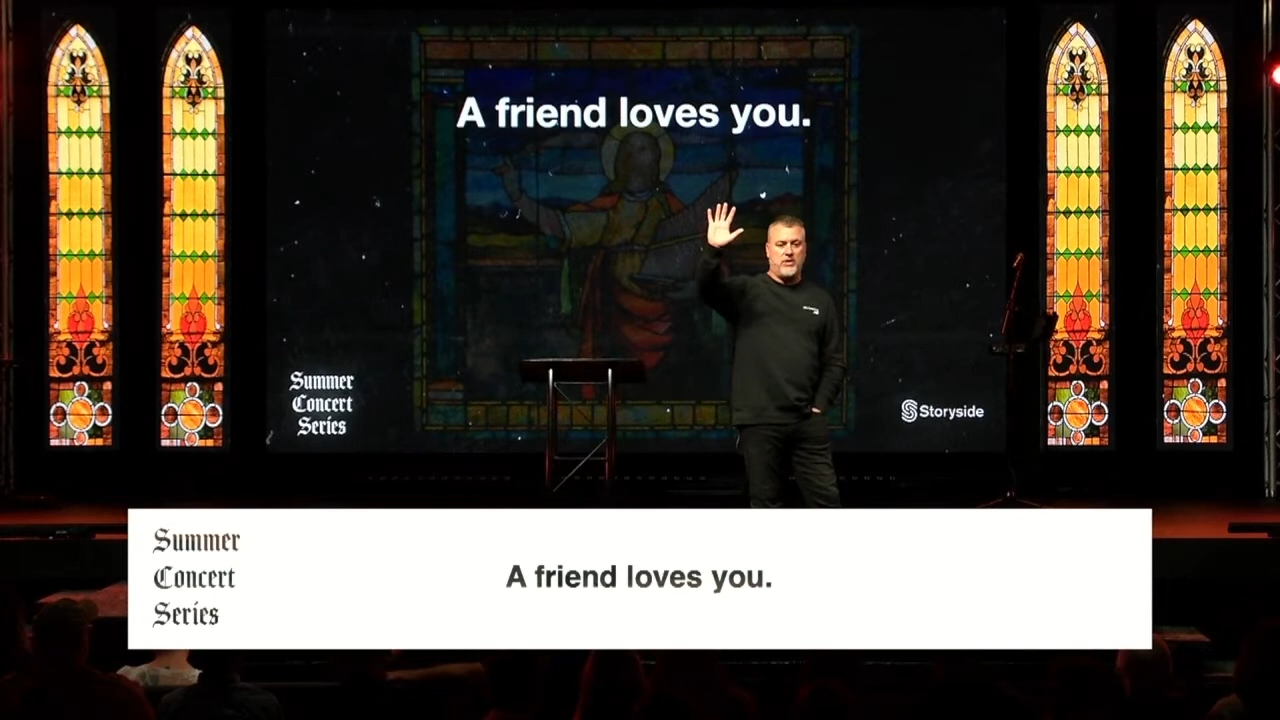 A friend loves you.
Summer
Concert
Series
Storyside
Summer
Concert
Series
A friend loves you.